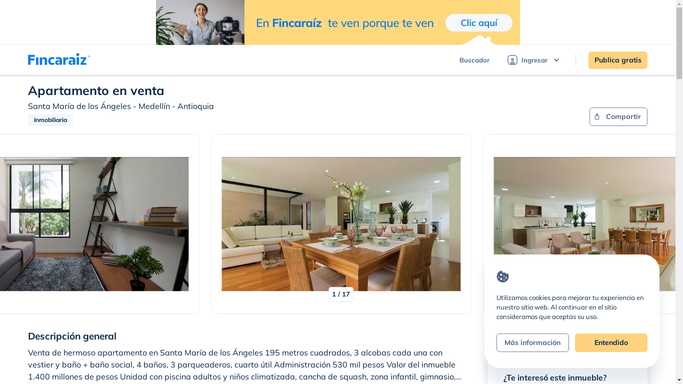 En Fincaraíz te ven porque te ven
Clic aquí
Fincaraiz
Buscador
Ingresar
Publica gratis
Apartamento en venta
Santa María de los Ángeles - Medellín - Antioquia
Inmobiliaria
Compartir
1 / 17
Utilizamos cookies para mejorar tu experiencia en
nuestro sitio web. Al continuar en el sitio
consideramos que aceptas su uso.
Más información
Entendido
Descripción general
Venta de hermoso apartamento en Santa María de los Ángeles 195 metros cuadrados, 3 alcobas cada una con
vestier y baño + baño social, 4 baños, 3 parqueaderos, cuarto útil Administración 530 mil pesos Valor del inmueble
1.400 millones de pesos Unidad con piscina adultos y niños climatizada, cancha de squash, zona infantil, gimnasio,...
¿Te interesó este inmueble?